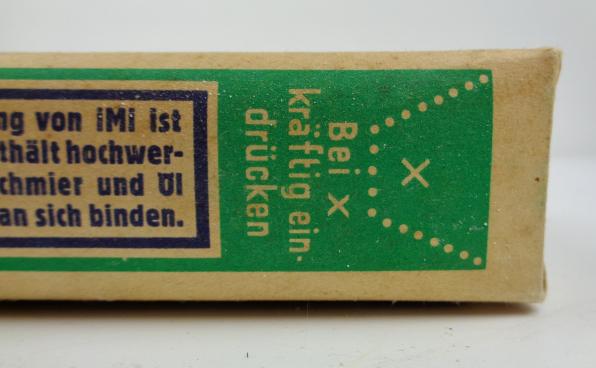 ng von iMi ist
thält hochwer-
chmier und Öl
an sich binden.
Bei x
kräftig ein-
drücken
x